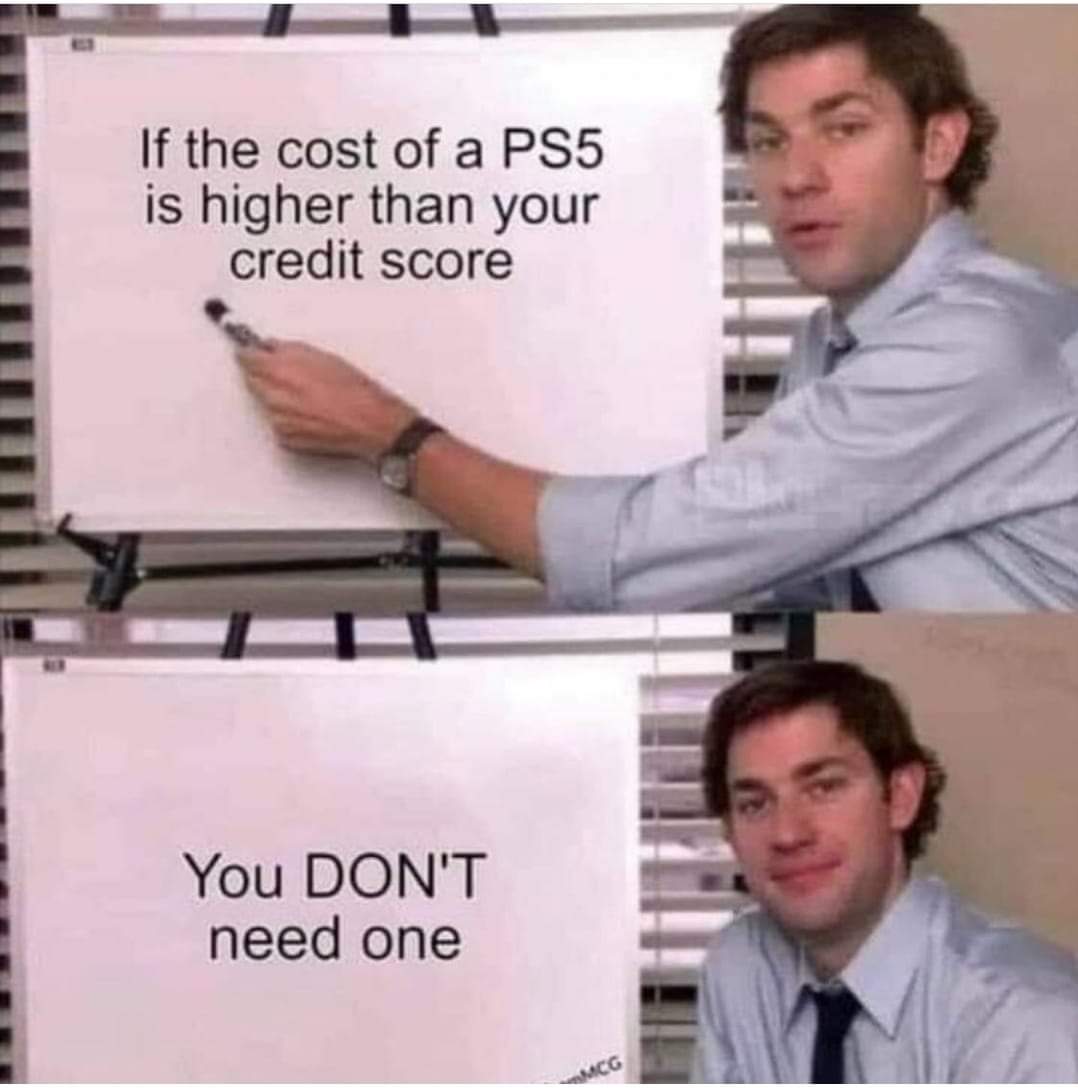 If the cost of a PS5
is higher than your
credit score
You DON'T
need one